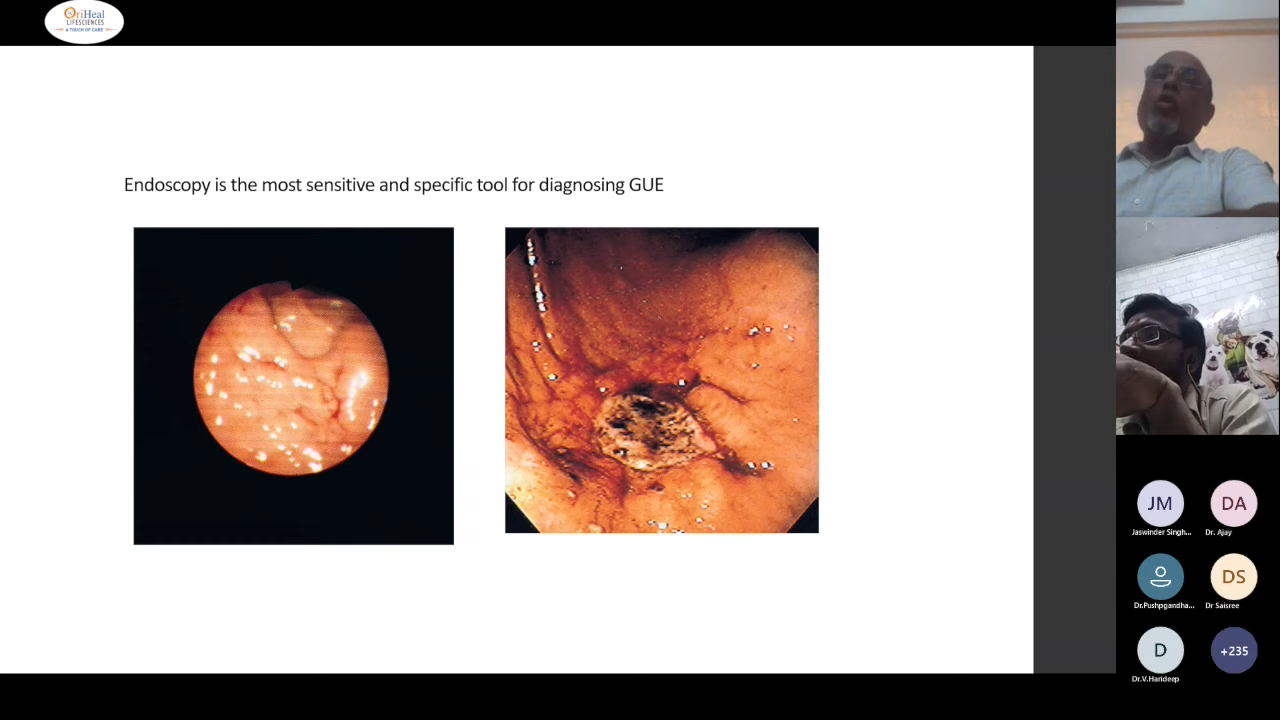 OriHeal
LIFESCIENCES
A TOUCH OF CARE
Endoscopy is the most sensitive and specific tool for diagnosing GUE
JM
DA
Jaswinder Singh...
Dr. Ajay
DS
Dr.Pushpgandha...
Dr Saisree
D
+235
Dr.V.Harideep